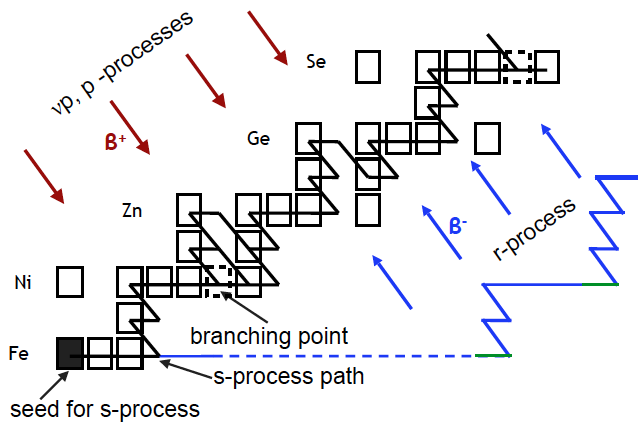 νp, p -processes
Se
β⁺
Ge
Zn
β⁻
r-process
Ni
branching point
Fe
s-process path
seed for s-process